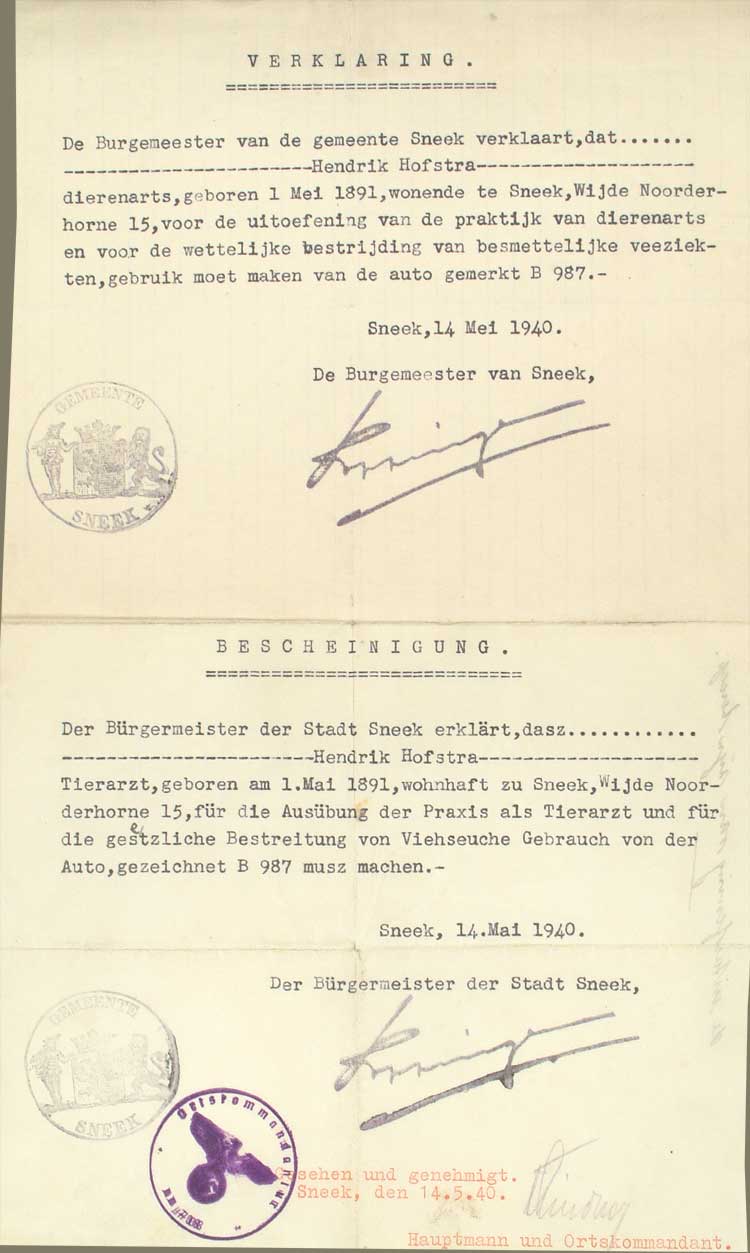 VERKLARING.
===========================
De Burgemeester van de gemeente Sneek verklaart,dat.......
------------------------Hendrik Hofstra---------------------
dierenarts,geboren 1 Mei 1891,wonende te Sneek,Wijde Noorder-
horne 15,voor de uitoefening van de praktijk van dierenarts
en voor de wettelijke bestrijding van besmettelijke veeziek-
ten,gebruik moet maken van de auto gemerkt B 987.-
Sneek,14 Mei 1940.
De Burgemeester van Sneek,
GEMEENTE
SNEEK
BESCHEINIGUNG.
==============================
Der Bürgermeister der Stadt Sneek erklärt,dasz............
------------------------Hendrik Hofstra---------------------
Tierarzt,geboren am 1.Mai 1891,wohnhaft zu Sneek,Wijde Noor-
derhorne 15,für die Ausübung der Praxis als Tierarzt und für
die gesetzliche Bestreitung von Viehseuche Gebrauch von der
Auto,gezeichnet B 987 musz machen.-
Sneek, 14.Mai 1940.
Der Bürgermeister der Stadt Sneek,
GEMEENTE
SNEEK
Ortskommandantur
Gesehen und genehmigt.
Sneek, den 14.5.40.
Hauptmann und Ortskommandant.